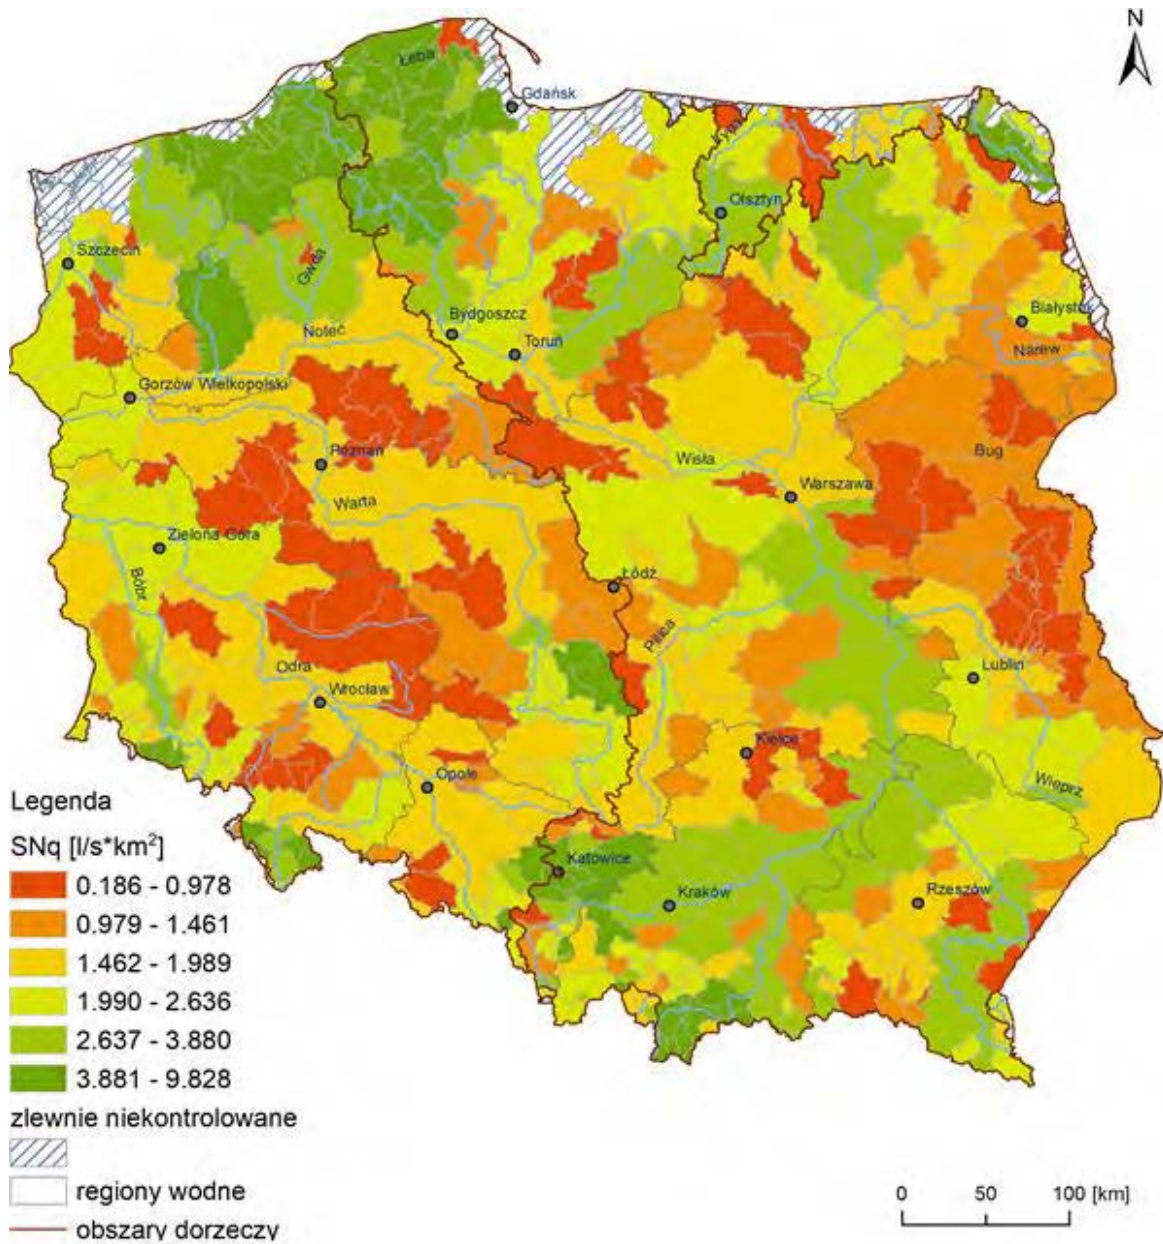 N
Łeba
Gdańsk
Olsztyn
Szczecin
Gwda
Białystok
Bydgoszcz
Noteć
Toruń
Narew
Gorzów Wielkopolski
Bug
Poznań
Wisła
Warszawa
Warta
Zielona Góra
Bóbr
Łódź
Pilica
Odra
Lublin
Wrocław
Kielce
Opole
Wieprz
Katowice
Kraków
Rzeszów
Legenda
SNq [l/s*km²]
0.186 - 0.978
0.979 - 1.461
1.462 - 1.989
1.990 - 2.636
2.637 - 3.880
3.881 - 9.828
zlewnie niekontrolowane
regiony wodne
obszary dorzeczy
0 50 100 [km]